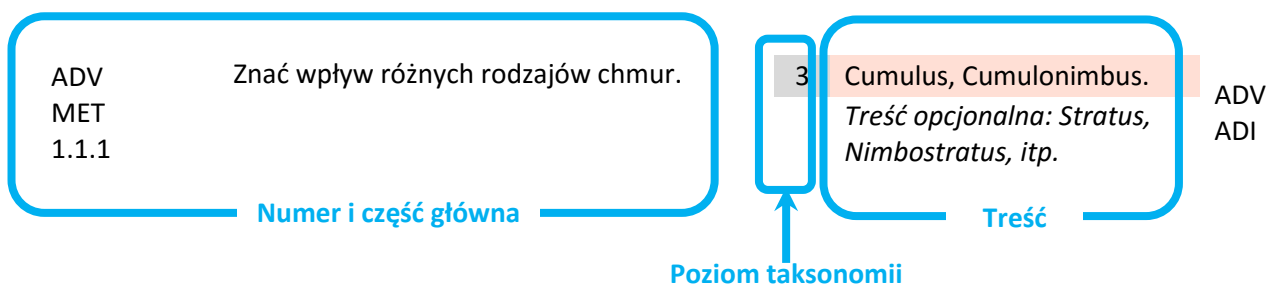 ADV
MET
1.1.1
Znać wpływ różnych rodzajów chmur.
3
Cumulus, Cumulonimbus.
Treść opcjonalna: Stratus,
Nimbostratus, itp.
ADV
ADI
Numer i część główna
Treść
Poziom taksonomii